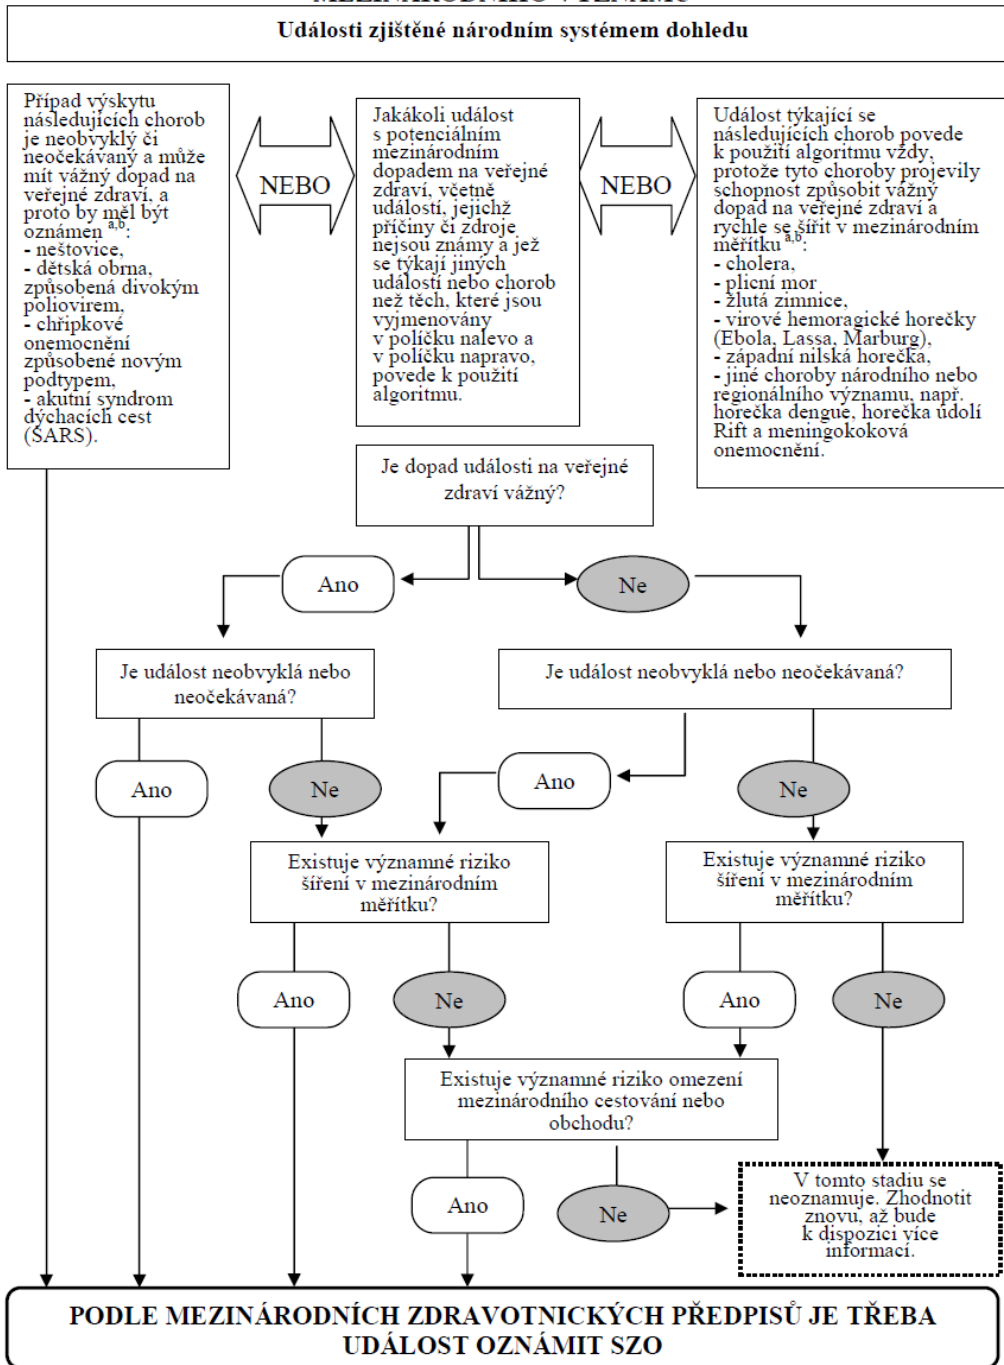 MEZINÁRODNÍHO VÝZNAMU
Události zjištěné národním systémem dohledu
Případ výskytu
následujících chorob
je neobvyklý či
neočekávaný a může
mít vážný dopad na
veřejné zdraví, a
proto by měl být
oznámen a,b:
- neštovice,
- dětská obrna,
způsobená divokým
poliovirem,
- chřipkové
onemocnění
způsobené novým
podtypem,
- akutní syndrom
dýchacích cest
(SARS).
NEBO
Jakákoli událost
s potenciálním
mezinárodním
dopadem na veřejné
zdraví, včetně
událostí, jejichž
příčiny či zdroje
nejsou známy a jež
se týkají jiných
událostí nebo chorob
než těch, které jsou
vyjmenovány
v políčku nalevo a
v políčku napravo,
povede k použití
algoritmu.
NEBO
Událost týkající se
následujících chorob povede
k použití algoritmu vždy,
protože tyto choroby projevily
schopnost způsobit vážný
dopad na veřejné zdraví a
rychle se šířit v mezinárodním
měřítku a,b:
- cholera,
- plicní mor
- žlutá zimnice,
- virové hemoragické horečky
(Ebola, Lassa, Marburg),
- západní nilská horečka,
- jiné choroby národního nebo
regionálního významu, např.
horečka dengue, horečka údolí
Rift a meningokoková
onemocnění.
Je dopad události na veřejné
zdraví vážný?
Ano
Ne
Je událost neobvyklá nebo
neočekávaná?
Je událost neobvyklá nebo neočekávaná?
Ano
Ne
Ano
Ne
Existuje významné riziko
šíření v mezinárodním
měřítku?
Existuje významné riziko
šíření v mezinárodním
měřítku?
Ano
Ne
Ano
Ne
Existuje významné riziko omezení
mezinárodního cestování nebo
obchodu?
Ano
Ne
V tomto stadiu se
neoznamuje. Zhodnotit
znovu, až bude
k dispozici více
informací.
PODLE MEZINÁRODNÍCH ZDRAVOTNICKÝCH PŘEDPISŮ JE TŘEBA
UDÁLOST OZNÁMIT SZO